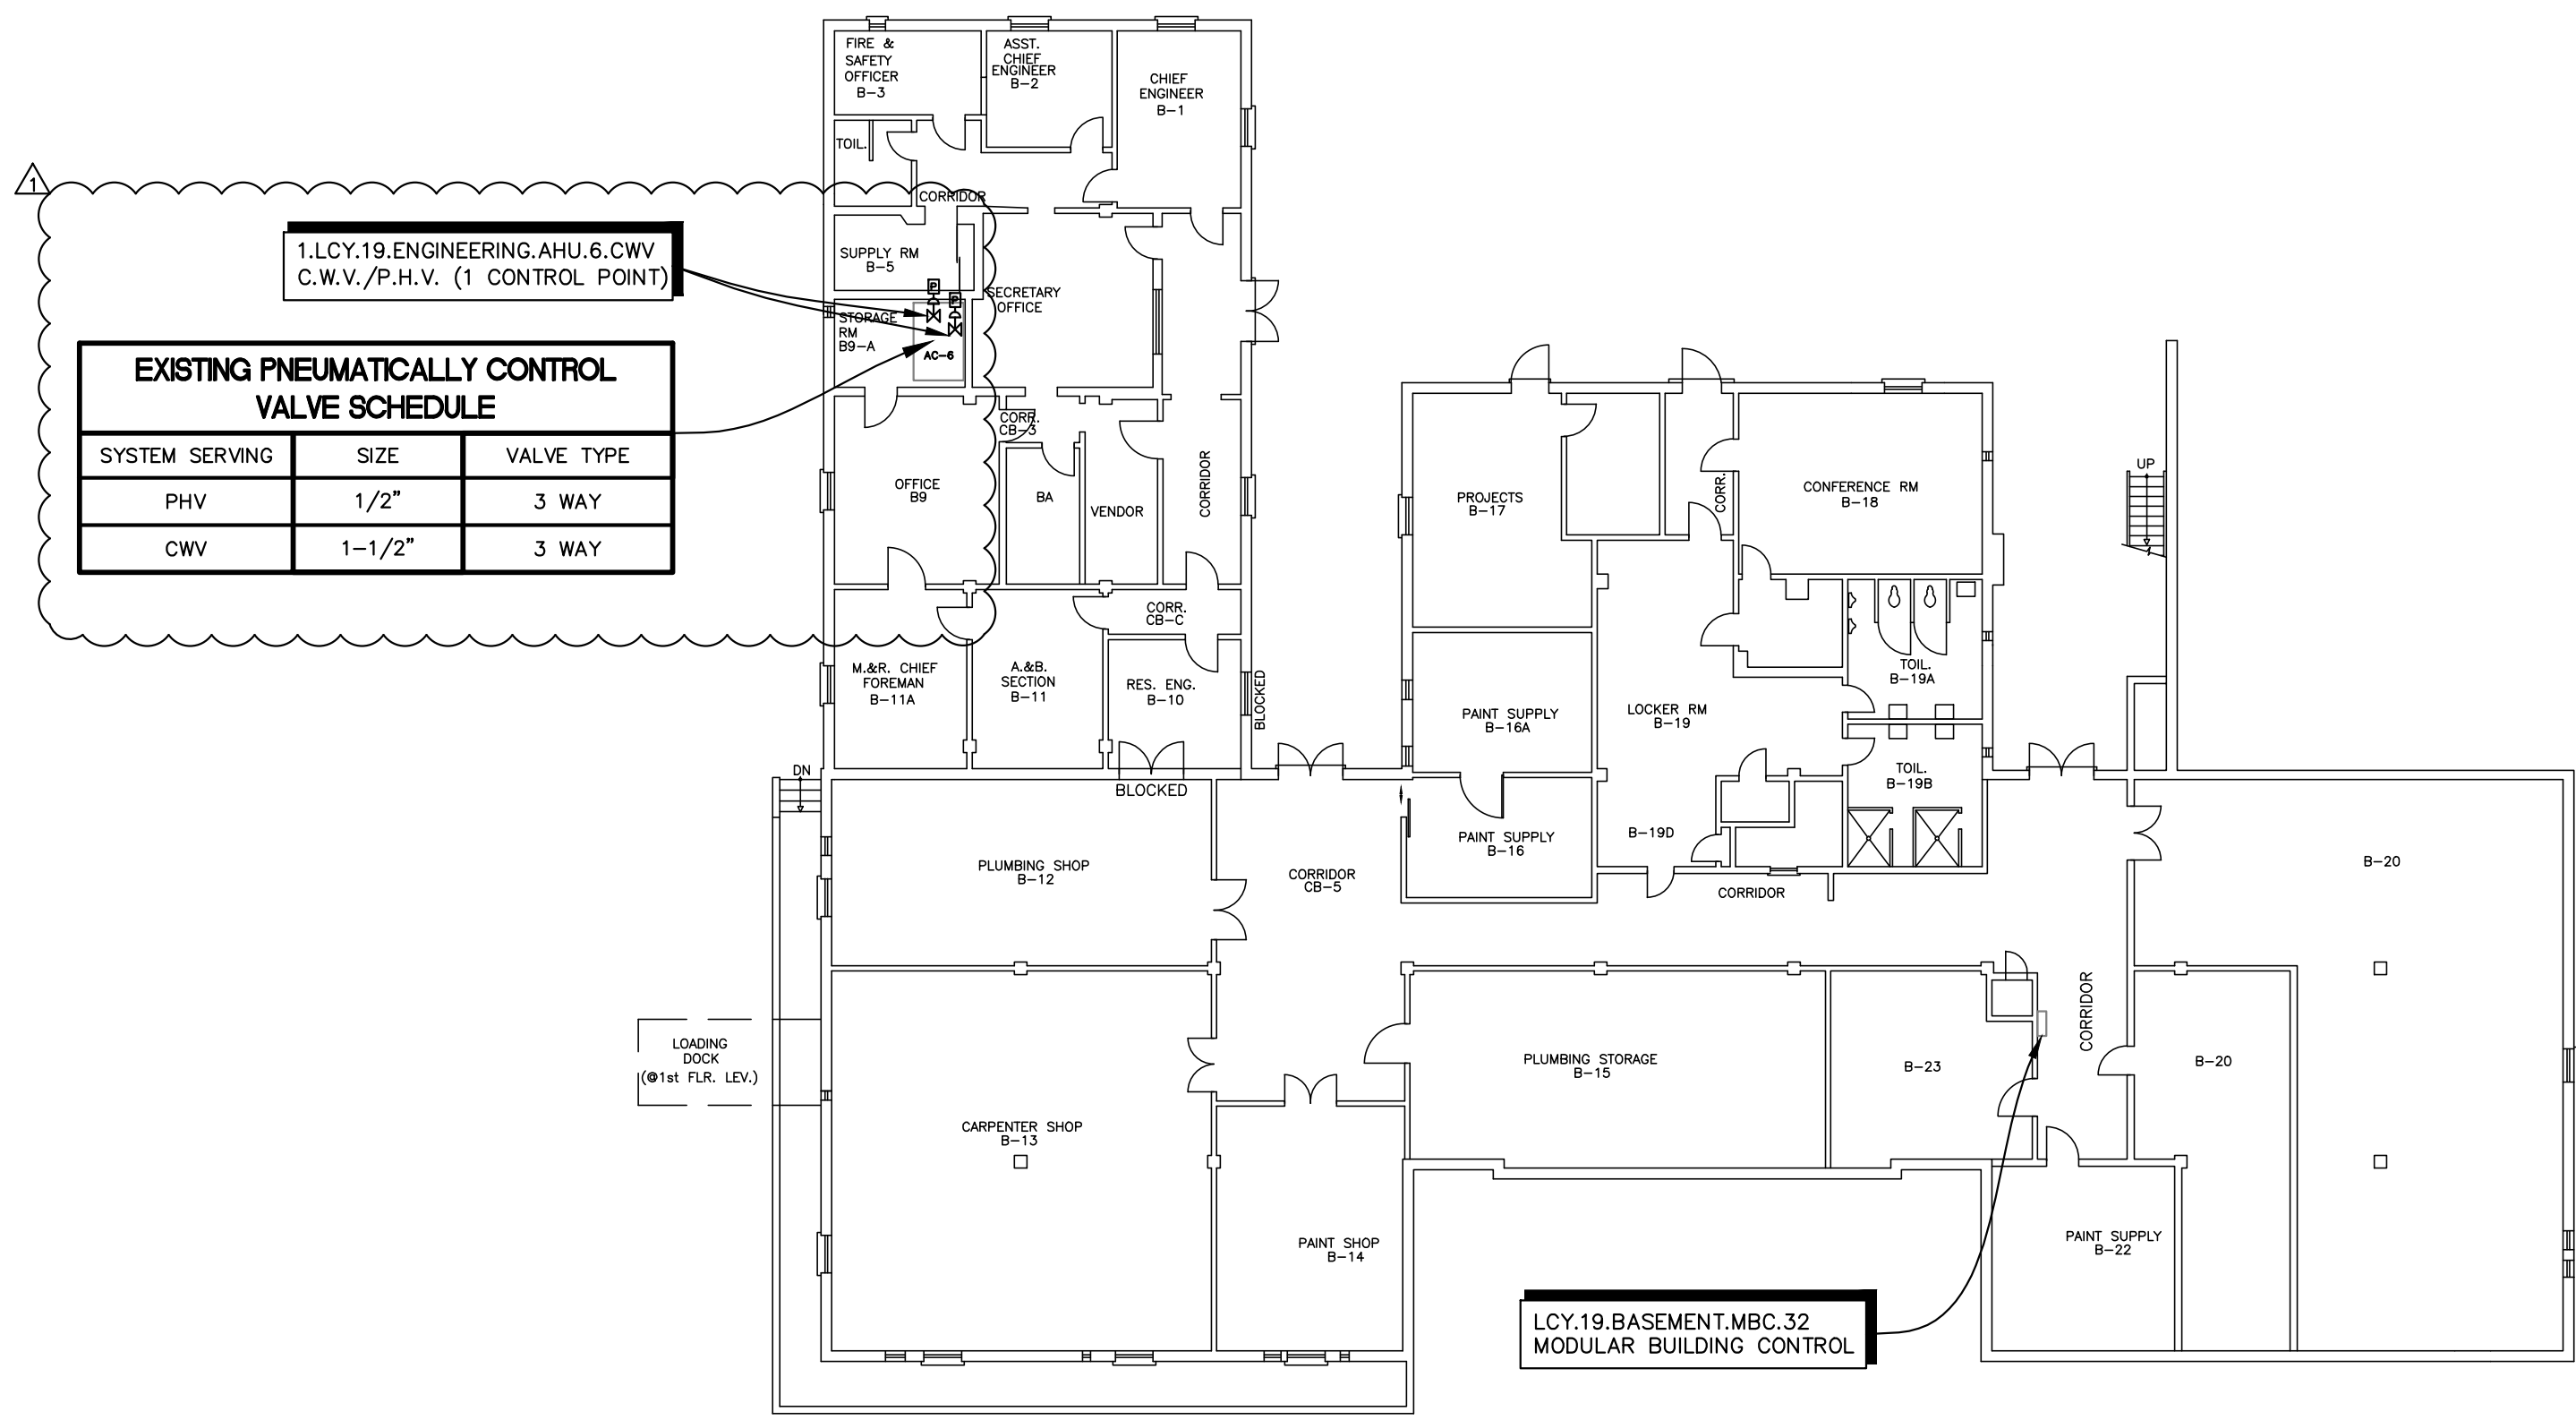 FIRE &
SAFETY
OFFICER
B-3
ASST.
CHIEF
ENGINEER
B-2
CHIEF
ENGINEER
B-1
TOIL.
1
CORRIDOR
1.LCY.19.ENGINEERING.AHU.6.CWV
C.W.V./P.H.V. (1 CONTROL POINT)
SUPPLY RM
B-5
P
P
SECRETARY
OFFICE
STORAGE
RM
B9-A
AC-6
EXISTING PNEUMATICALLY CONTROL
VALVE SCHEDULE
SYSTEM SERVING SIZE VALVE TYPE
PHV 1/2" 3 WAY
CWV 1-1/2" 3 WAY
CORR.
CB-3
OFFICE
B9
BA
VENDOR
CORRIDOR
PROJECTS
B-17
CORR.
CONFERENCE RM
B-18
UP
CORR.
CB-C
M.&R. CHIEF
FOREMAN
B-11A
A.&B.
SECTION
B-11
RES. ENG.
B-10
BLOCKED
PAINT SUPPLY
B-16A
LOCKER RM
B-19
TOIL.
B-19A
DN
BLOCKED
TOIL.
B-19B
PLUMBING SHOP
B-12
CORRIDOR
CB-5
PAINT SUPPLY
B-16
B-19D
CORRIDOR
B-20
LOADING
DOCK
(@1st FLR. LEV.)
CARPENTER SHOP
B-13
PLUMBING STORAGE
B-15
B-23
CORRIDOR
B-20
PAINT SHOP
B-14
PAINT SUPPLY
B-22
LCY.19.BASEMENT.MBC.32
MODULAR BUILDING CONTROL